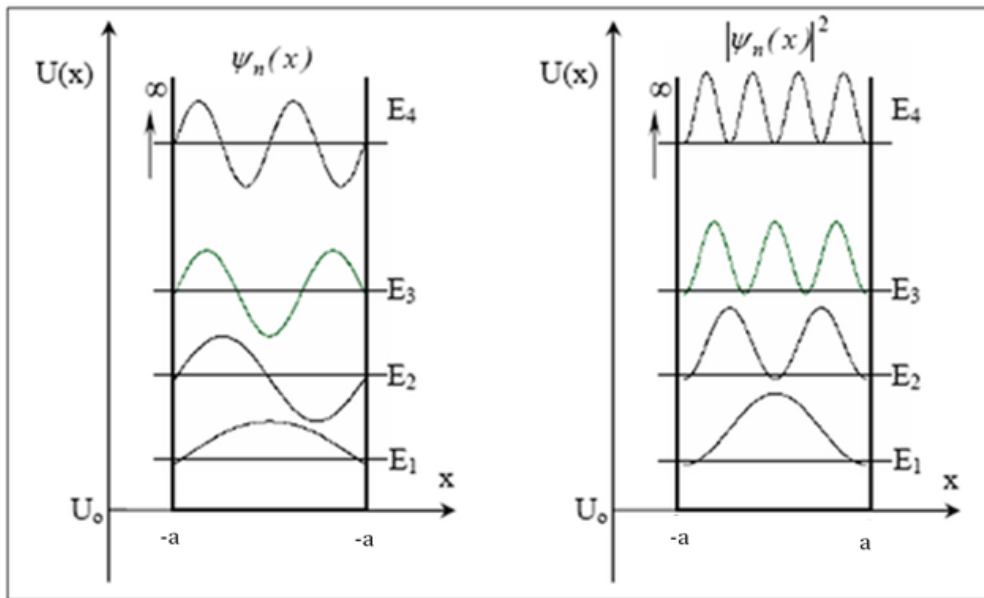 ψn(x)
U(x)
∞
E4
E3
E2
E1
x
Uo
-a
-a
|ψn(x)|²
U(x)
∞
E4
E3
E2
E1
x
Uo
-a
a